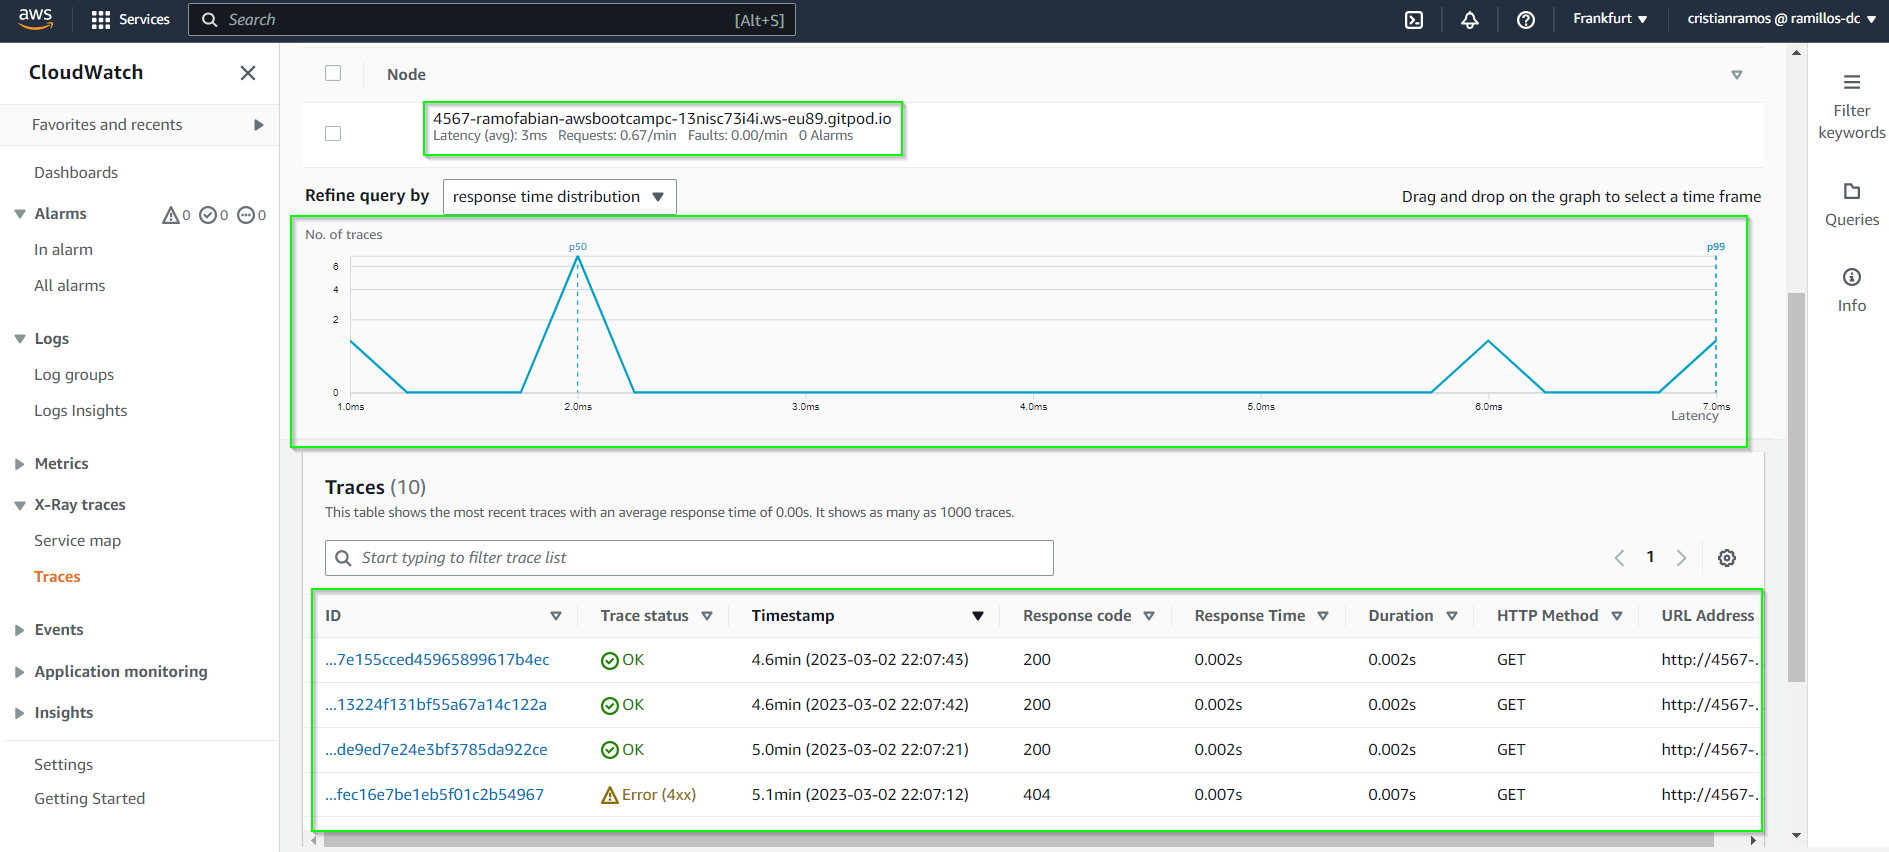 aws
Services
Search
[Alt+S]
Frankfurt
cristianramos @ ramillos-dc
CloudWatch
Favorites and recents
Dashboards
Alarms
0
0
0
In alarm
All alarms
Logs
Log groups
Logs Insights
Metrics
X-Ray traces
Service map
Traces
Events
Application monitoring
Insights
Settings
Getting Started
Node
4567-ramofabian-awsbootcampc-13nisc73i4i.ws-eu89.gitpod.io
Latency (avg): 3ms Requests: 0.67/min Faults: 0.00/min 0 Alarms
Refine query by
response time distribution
Drag and drop on the graph to select a time frame
No. of traces
p50
p99
6
4
2
0
1.0ms 2.0ms 3.0ms 4.0ms 5.0ms 6.0ms 7.0ms
Latency
Traces (10)
This table shows the most recent traces with an average response time of 0.00s. It shows as many as 1000 traces.
Start typing to filter trace list
1
ID Trace status Timestamp Response code Response Time Duration HTTP Method URL Address
...7e155cced45965899617b4ec OK 4.6min (2023-03-02 22:07:43) 200 0.002s 0.002s GET http://4567-...
...13224f131bf55a67a14c122a OK 4.6min (2023-03-02 22:07:42) 200 0.002s 0.002s GET http://4567-...
...de9ed7e24e3bf3785da922ce OK 5.0min (2023-03-02 22:07:21) 200 0.002s 0.002s GET http://4567-...
...fec16e7be1eb5f01c2b54967 Error (4xx) 5.1min (2023-03-02 22:07:12) 404 0.007s 0.007s GET http://4567-...
Filter
keywords
Queries
Info